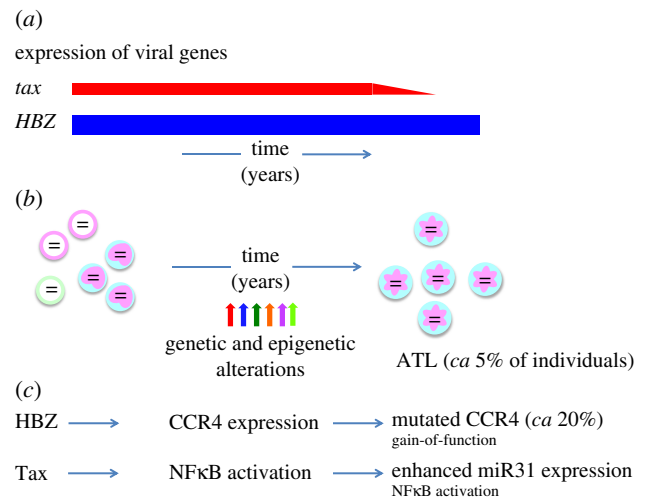 (a)
expression of viral genes
tax
HBZ
time
(years)
(b)
= = = = = =
time
(years)
= = = = =
genetic and epigenetic
alterations
ATL (ca 5% of individuals)
(c)
HBZ CCR4 expression mutated CCR4 (ca 20%)
gain-of-function
Tax NFκB activation enhanced miR31 expression
NFκB activation